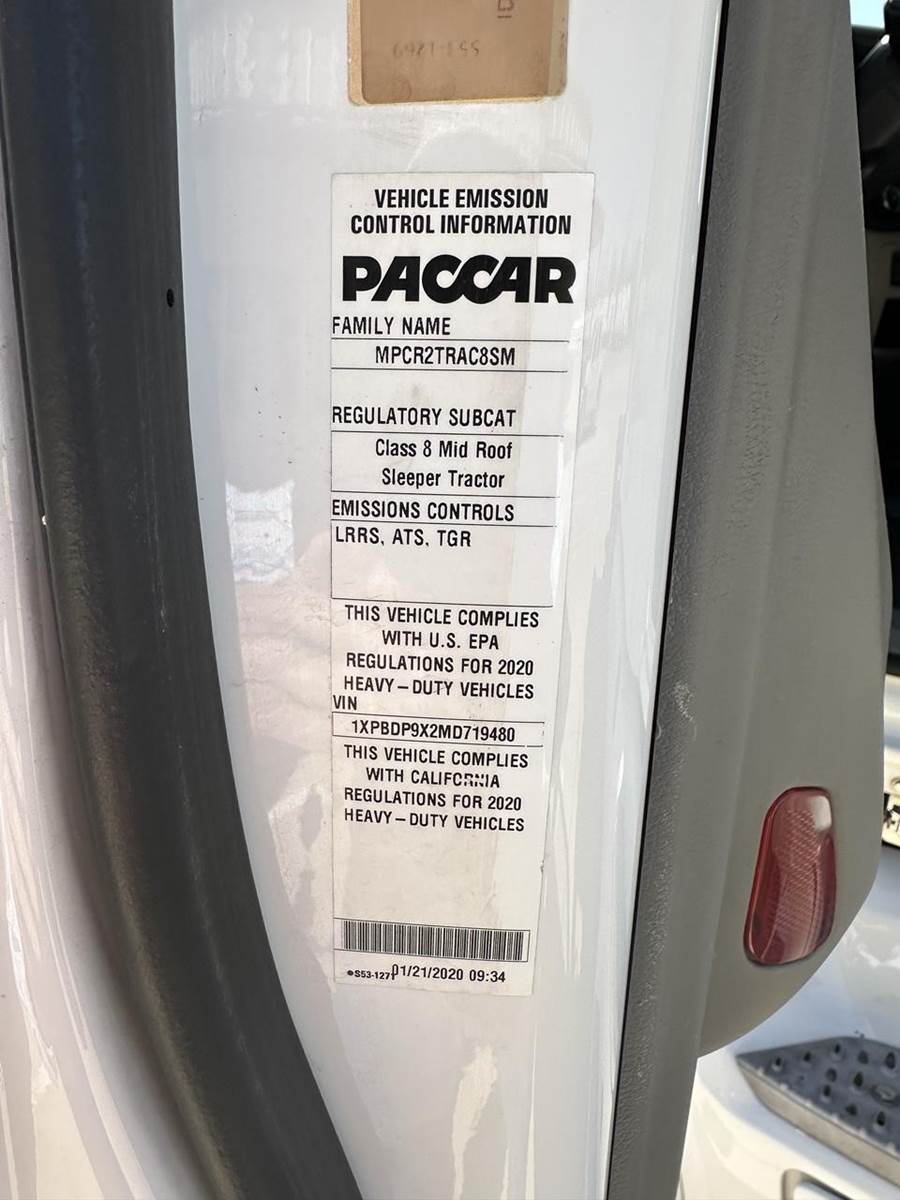 VEHICLE EMISSION
CONTROL INFORMATION
PACCAR
FAMILY NAME
MPCR2TRAC8SM
REGULATORY SUBCAT
Class 8 Mid Roof
Sleeper Tractor
EMISSIONS CONTROLS
LRRS, ATS, TGR
THIS VEHICLE COMPLIES
WITH U.S. EPA
REGULATIONS FOR 2020
HEAVY-DUTY VEHICLES
VIN
1XPBDP9X2MD719480
THIS VEHICLE COMPLIES
WITH CALIFORNIA
REGULATIONS FOR 2020
HEAVY-DUTY VEHICLES
S53-1271 01/21/2020 09:34